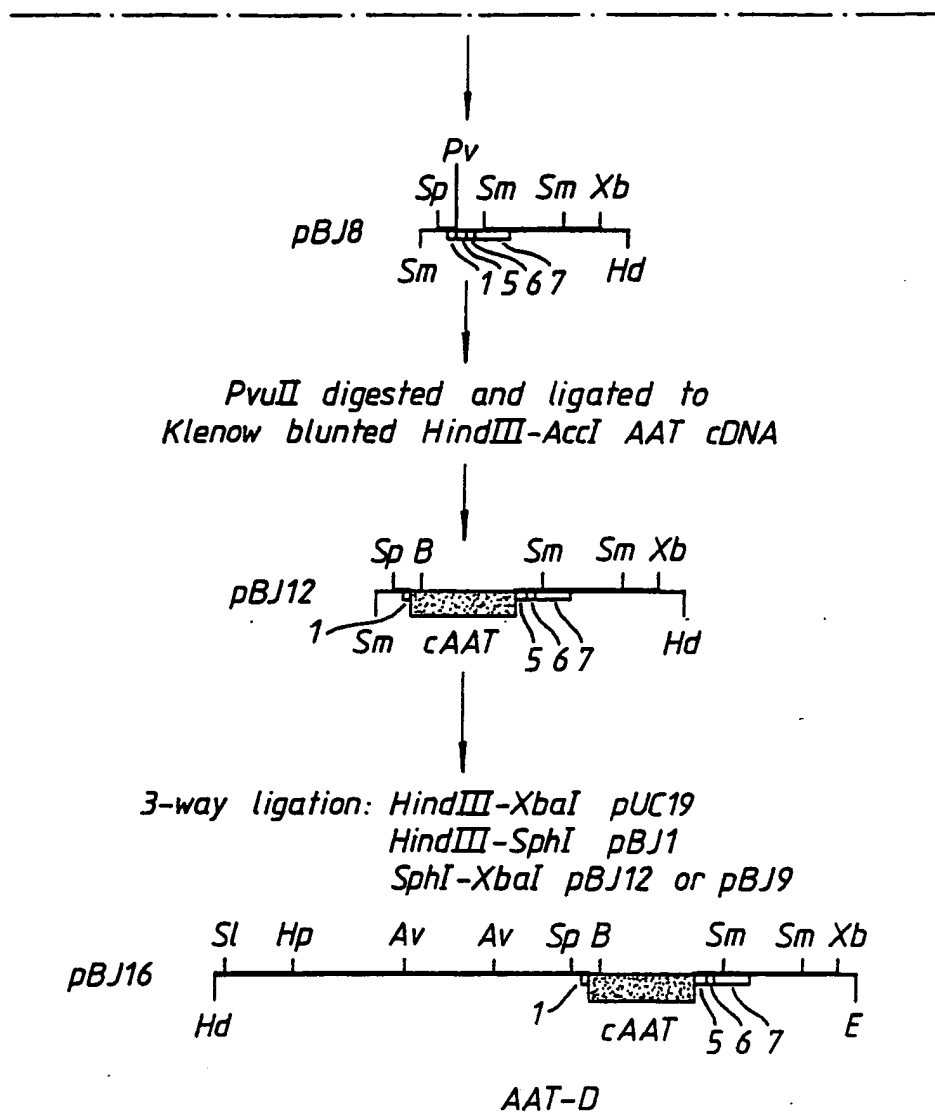 Pv
Sp Sm Sm Xb
pBJ8
Sm 1 5 6 7 Hd
PvuII digested and ligated to
Klenow blunted HindIII-AccI AAT cDNA
Sp B Sm Sm Xb
pBJ12
1 Sm cAAT 5 6 7 Hd
3-way ligation: HindIII-XbaI pUC19
HindIII-SphI pBJ1
SphI-XbaI pBJ12 or pBJ9
Sl Hp Av Av Sp B Sm Sm Xb
pBJ16
Hd 1 cAAT 5 6 7 E
AAT-D